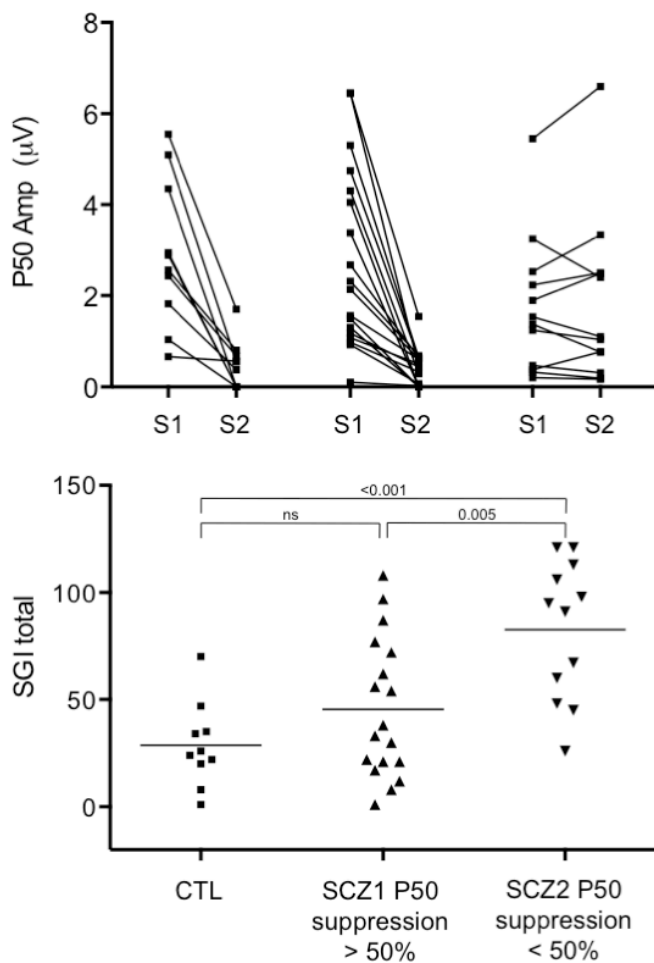 8
6
4
2
0
P50 Amp (μV)
S1 S2 S1 S2 S1 S2
150
100
50
0
SGI total
<0.001
ns
0.005
CTL
SCZ1 P50
suppression
> 50%
SCZ2 P50
suppression
< 50%